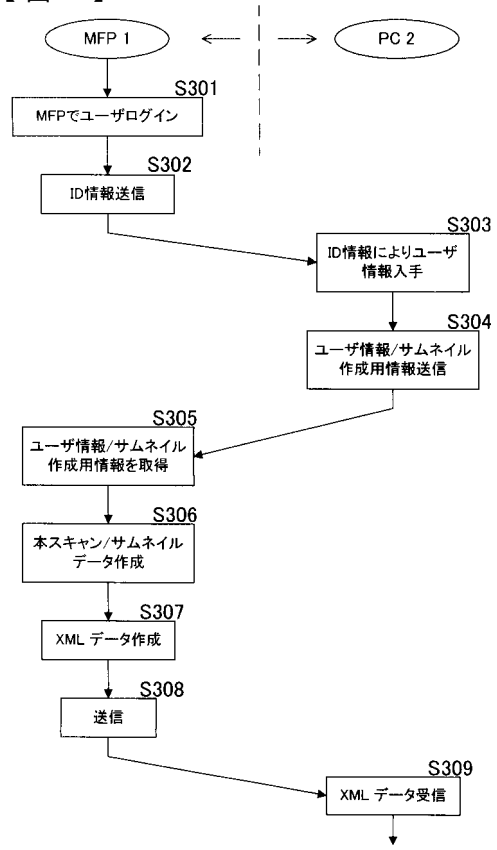 MFP 1
PC 2
S301
MFPでユーザログイン
S302
ID情報送信
S303
ID情報によりユーザ
情報入手
S304
ユーザ情報/サムネイル
作成用情報送信
S305
ユーザ情報/サムネイル
作成用情報を取得
S306
本スキャン/サムネイル
データ作成
S307
XML データ作成
S308
送信
S309
XML データ受信